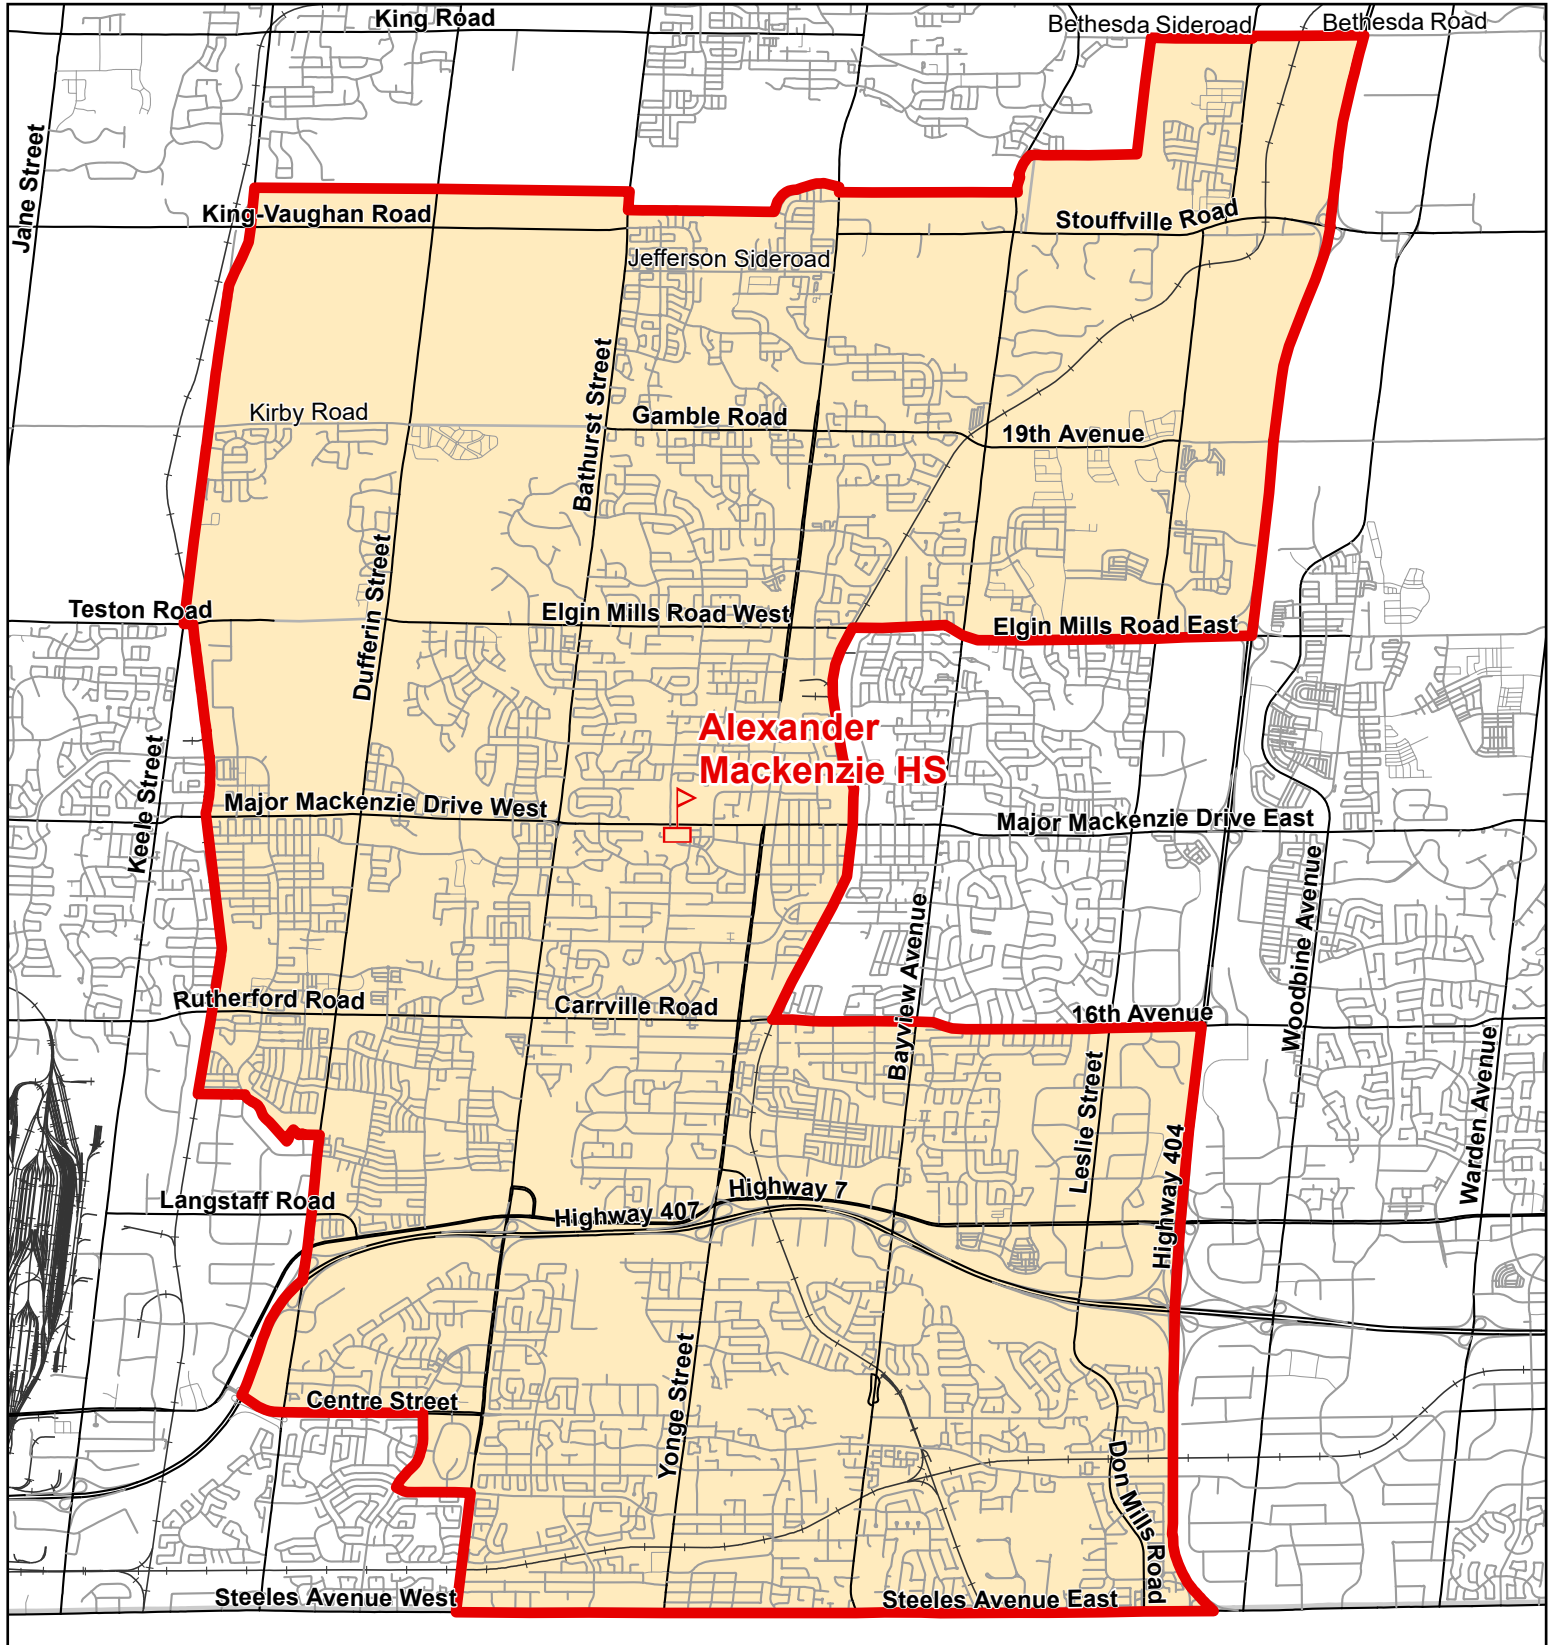 King Road
Bethesda Sideroad
Bethesda Road
Jane Street
King-Vaughan Road
Stouffville Road
Jefferson Sideroad
Bathurst Street
Kirby Road
Gamble Road
19th Avenue
Dufferin Street
Teston Road
Elgin Mills Road West
Elgin Mills Road East
Alexander
Mackenzie HS
Keele Street
Major Mackenzie Drive West
Major Mackenzie Drive East
Woodbine Avenue
Bayview Avenue
Rutherford Road
Carrville Road
16th Avenue
Warden Avenue
Leslie Street
Highway 404
Langstaff Road
Highway 407
Highway 7
Yonge Street
Centre Street
Don Mills Road
Steeles Avenue West
Steeles Avenue East